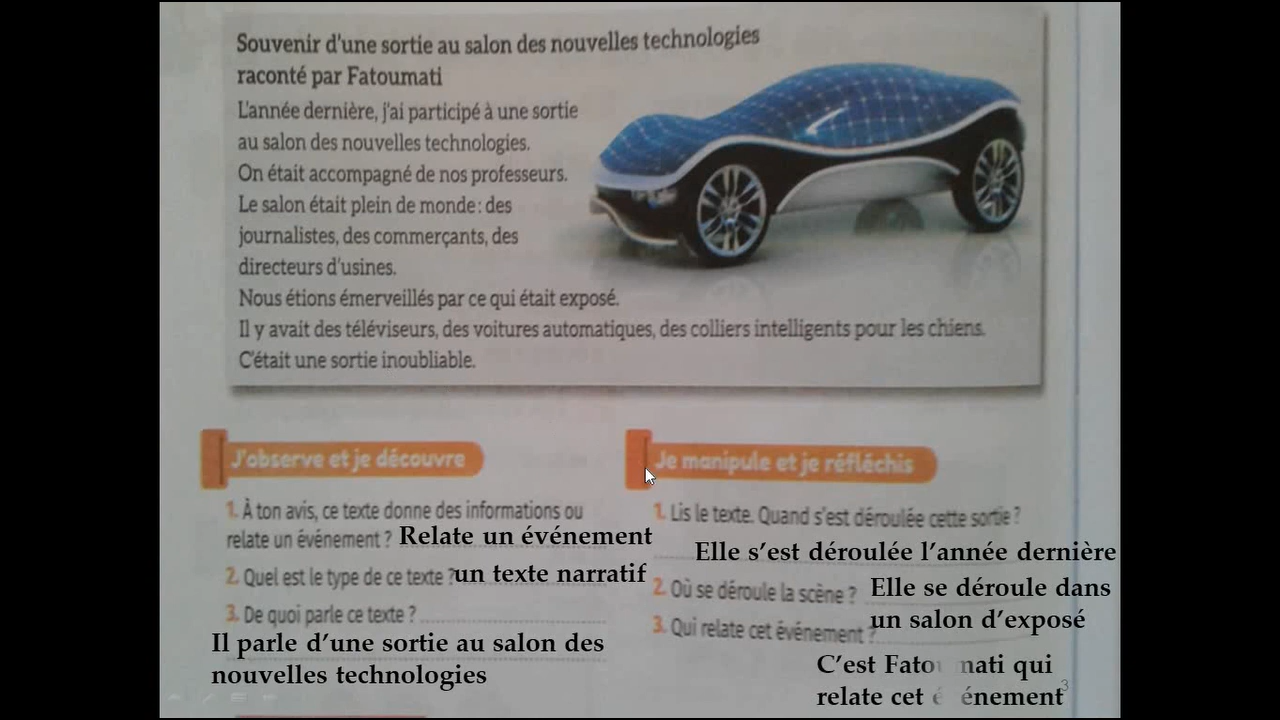 Souvenir d'une sortie au salon des nouvelles technologies
raconté par Fatoumati
L'année dernière, j'ai participé à une sortie
au salon des nouvelles technologies.
On était accompagné de nos professeurs.
Le salon était plein de monde: des
journalistes, des commerçants, des
directeurs d'usines.
Nous étions émerveillés par ce qui était exposé.
Il y avait des téléviseurs, des voitures automatiques, des colliers intelligents pour les chiens.
C'était une sortie inoubliable.
J'observe et je découvre
1. À ton avis, ce texte donne des informations ou
relate un événement ? Relate un événement
2. Quel est le type de ce texte ? un texte narratif
3. De quoi parle ce texte ?
Il parle d'une sortie au salon des
nouvelles technologies
Je manipule et je réfléchis
1. Lis le texte. Quand s'est déroulée cette sortie ?
Elle s'est déroulée l'année dernière
2. Où se déroule la scène ? Elle se déroule dans
un salon d'exposé
3. Qui relate cet événement ?
C'est Fatoumati qui
relate cet événement
3